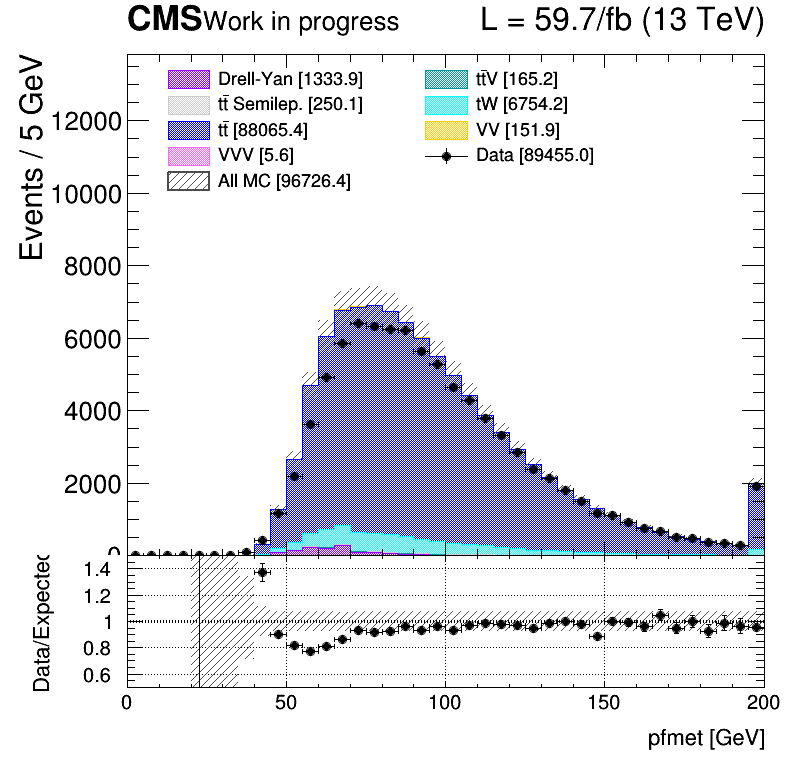 CMS Work in progress L = 59.7/fb (13 TeV)
Events / 5 GeV
Drell-Yan [1333.9]
tt̄ Semilep. [250.1]
tt̄ [88065.4]
VVV [5.6]
All MC [96726.4]
tt̄V [165.2]
tW [6754.2]
VV [151.9]
Data [89455.0]
12000
10000
8000
6000
4000
2000
0
Data/Expected
1.4
1.2
1
0.8
0.6
0 50 100 150 200
pfmet [GeV]